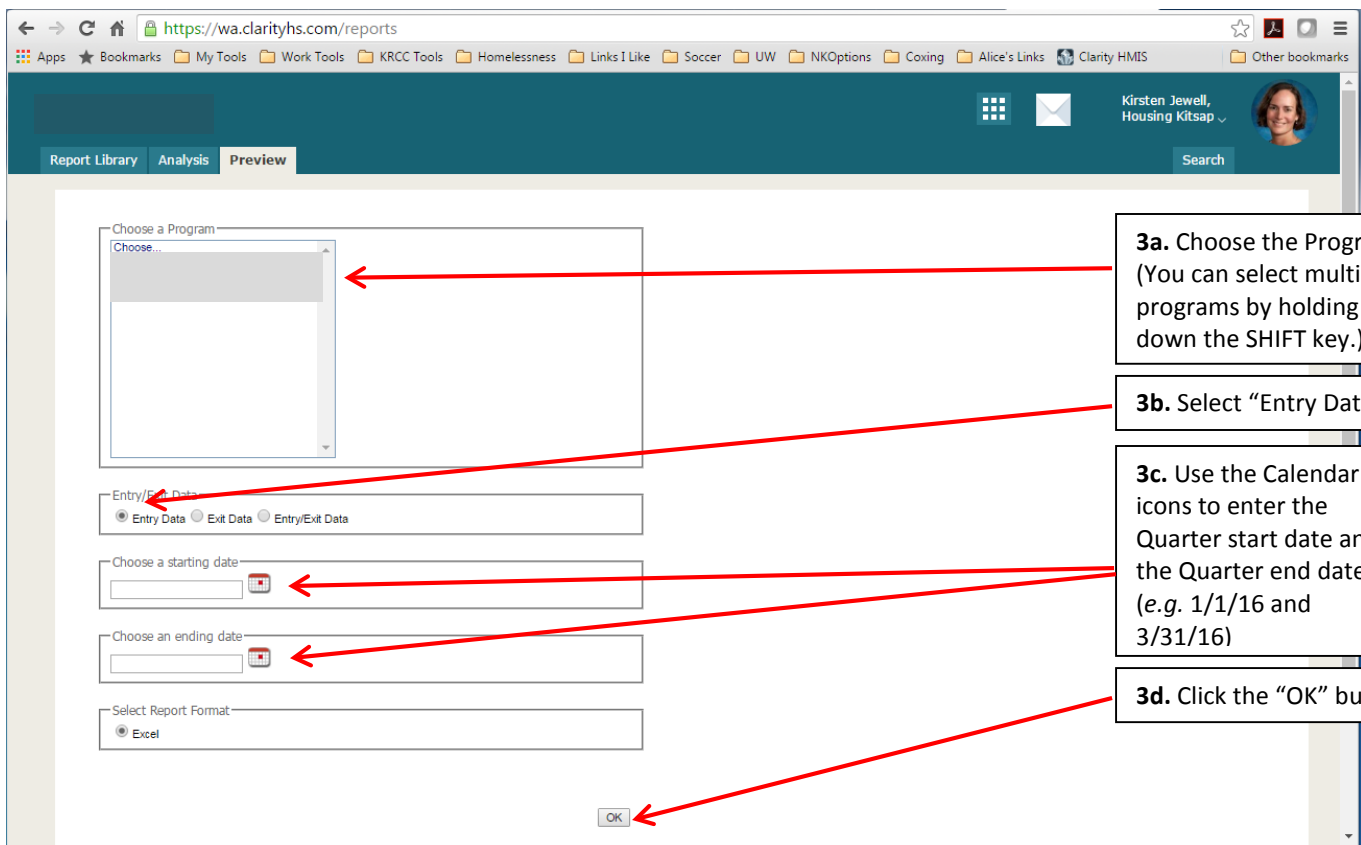 https://wa.clarityhs.com/reports
Apps Bookmarks My Tools Work Tools KRCC Tools Homelessness Links I Like Soccer UW NKOptions Coxing Alice's Links Clarity HMIS Other bookmarks
Kirsten Jewell,
Housing Kitsap
Report Library Analysis Preview Search
Choose a Program
Choose...
3a. Choose the Progr
(You can select multi
programs by holding
down the SHIFT key.)
3b. Select “Entry Dat
Entry/Exit Data
Entry Data Exit Data Entry/Exit Data
3c. Use the Calendar
icons to enter the
Quarter start date an
the Quarter end date
(e.g. 1/1/16 and
3/31/16)
Choose a starting date
Choose an ending date
3d. Click the “OK” bu
Select Report Format
Excel
OK